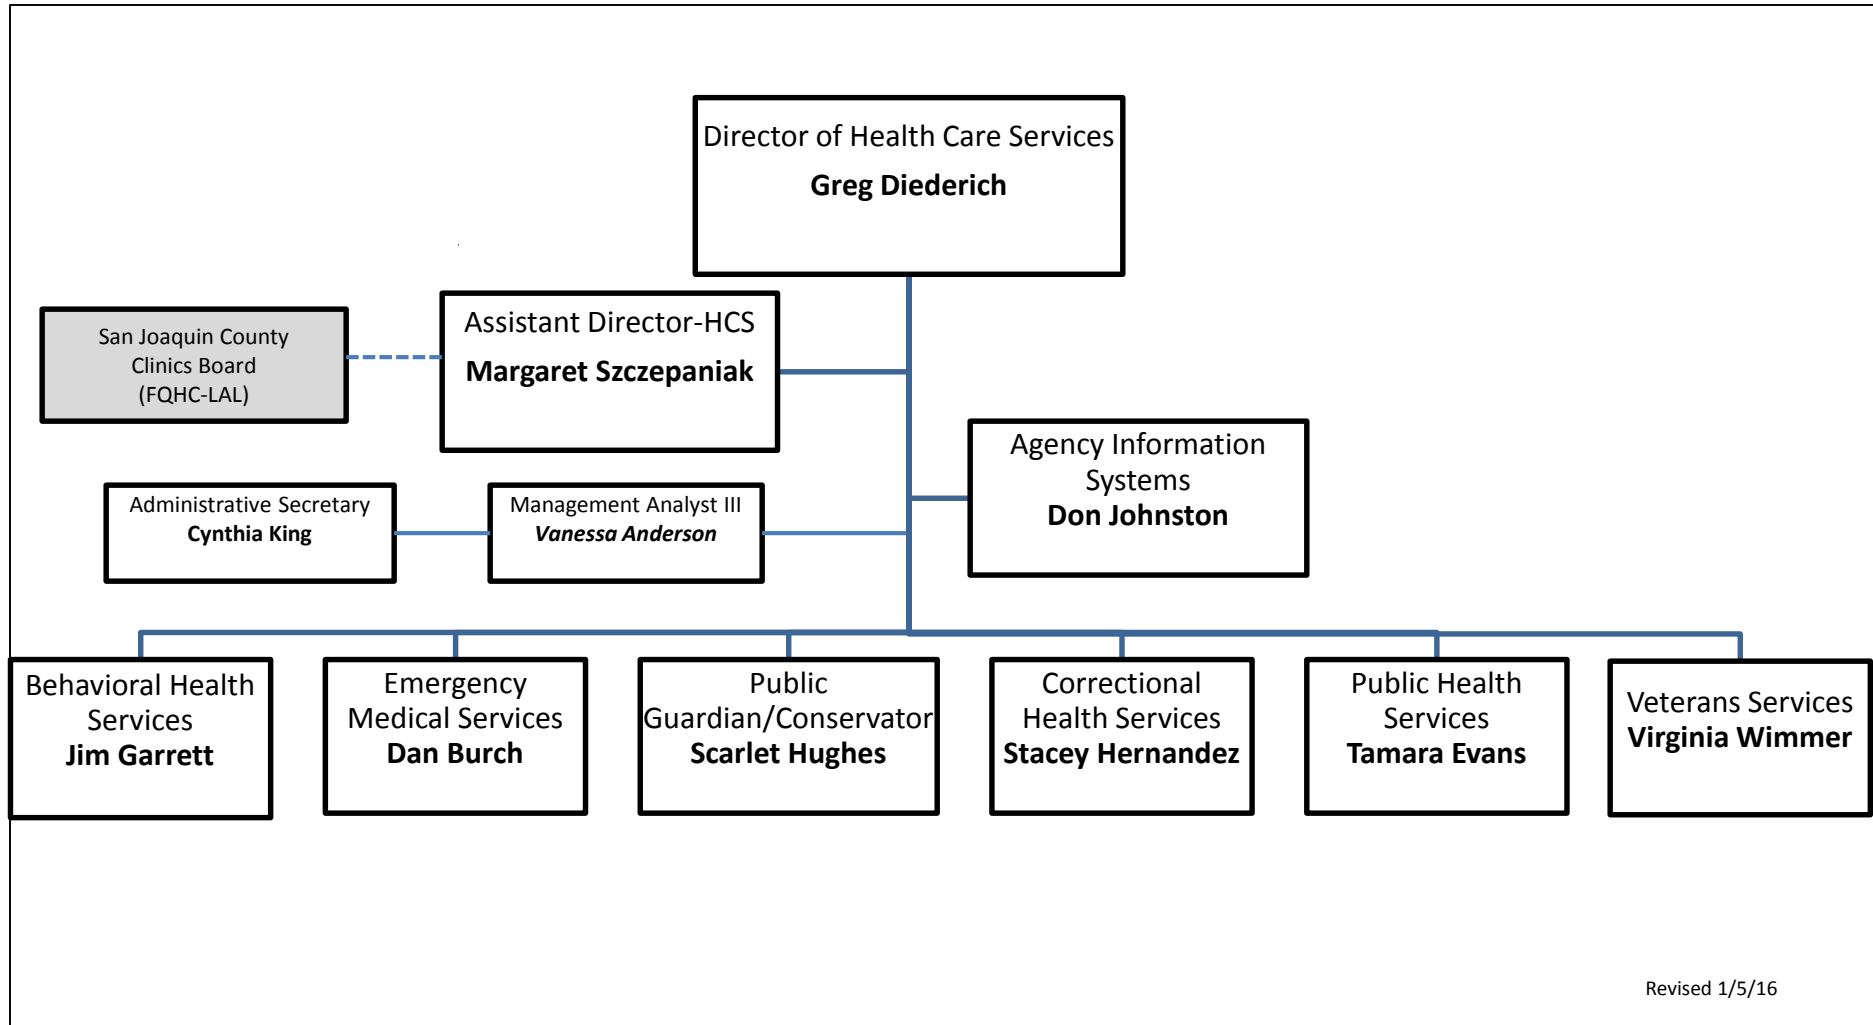 Director of Health Care Services
Greg Diederich
San Joaquin County
Clinics Board
(FQHC-LAL)
Assistant Director-HCS
Margaret Szczepaniak
Agency Information
Systems
Don Johnston
Administrative Secretary
Cynthia King
Management Analyst III
Vanessa Anderson
Behavioral Health
Services
Jim Garrett
Emergency
Medical Services
Dan Burch
Public
Guardian/Conservator
Scarlet Hughes
Correctional
Health Services
Stacey Hernandez
Public Health
Services
Tamara Evans
Veterans Services
Virginia Wimmer
Revised 1/5/16